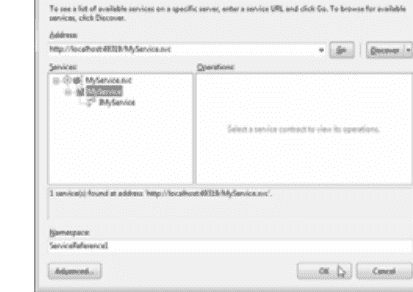 To see a list of available services on a specific server, enter a service URL and click Go. To browse for available
services, click Discover.
Address:
http://localhost:49319/MyService.svc
Go
Discover
Services:
Operations:
MyService.svc
MyService
IMyService
Select a service contract to view its operations.
1 service(s) found at address 'http://localhost:49319/MyService.svc'.
Namespace:
ServiceReference1
Advanced...
OK
Cancel